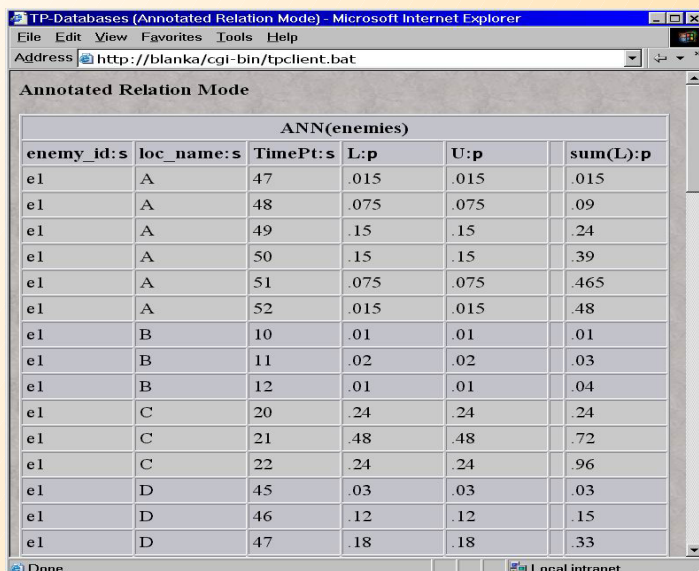 TP-Databases (Annotated Relation Mode) - Microsoft Internet Explorer
File Edit View Favorites Tools Help
Address http://blanka/cgi-bin/tpclient.bat
Annotated Relation Mode
ANN(enemies)
enemy_id:s loc_name:s TimePt:s L:p U:p sum(L):p
e1 A 47 .015 .015 .015
e1 A 48 .075 .075 .09
e1 A 49 .15 .15 .24
e1 A 50 .15 .15 .39
e1 A 51 .075 .075 .465
e1 A 52 .015 .015 .48
e1 B 10 .01 .01 .01
e1 B 11 .02 .02 .03
e1 B 12 .01 .01 .04
e1 C 20 .24 .24 .24
e1 C 21 .48 .48 .72
e1 C 22 .24 .24 .96
e1 D 45 .03 .03 .03
e1 D 46 .12 .12 .15
e1 D 47 .18 .18 .33
Done Local intranet